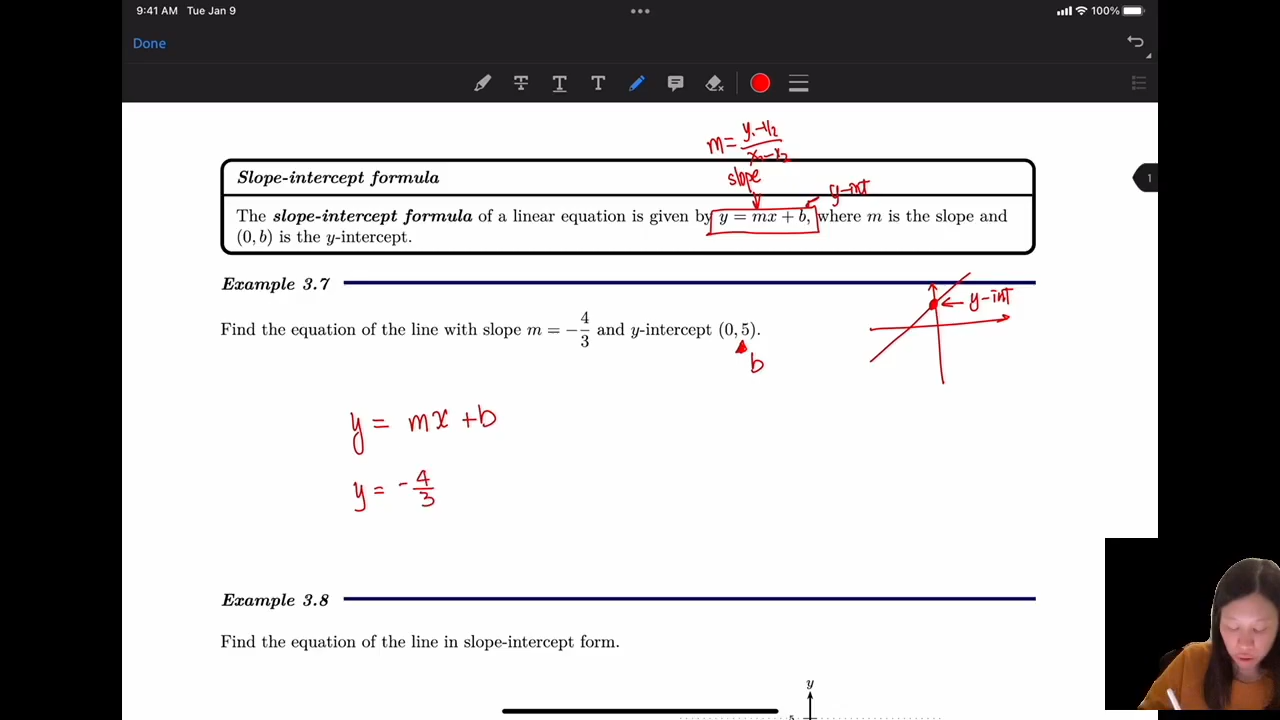 9:41 AM Tue Jan 9
100%
Done
1
m = y₁-y₂
slope
y-int
Slope-intercept formula
The slope-intercept formula of a linear equation is given by y = mx + b, where m is the slope and
(0, b) is the y-intercept.
Example 3.7
y-int
Find the equation of the line with slope m = -4/3 and y-intercept (0, 5).
b
y = mx + b
y = -4/3
Example 3.8
Find the equation of the line in slope-intercept form.
y
5